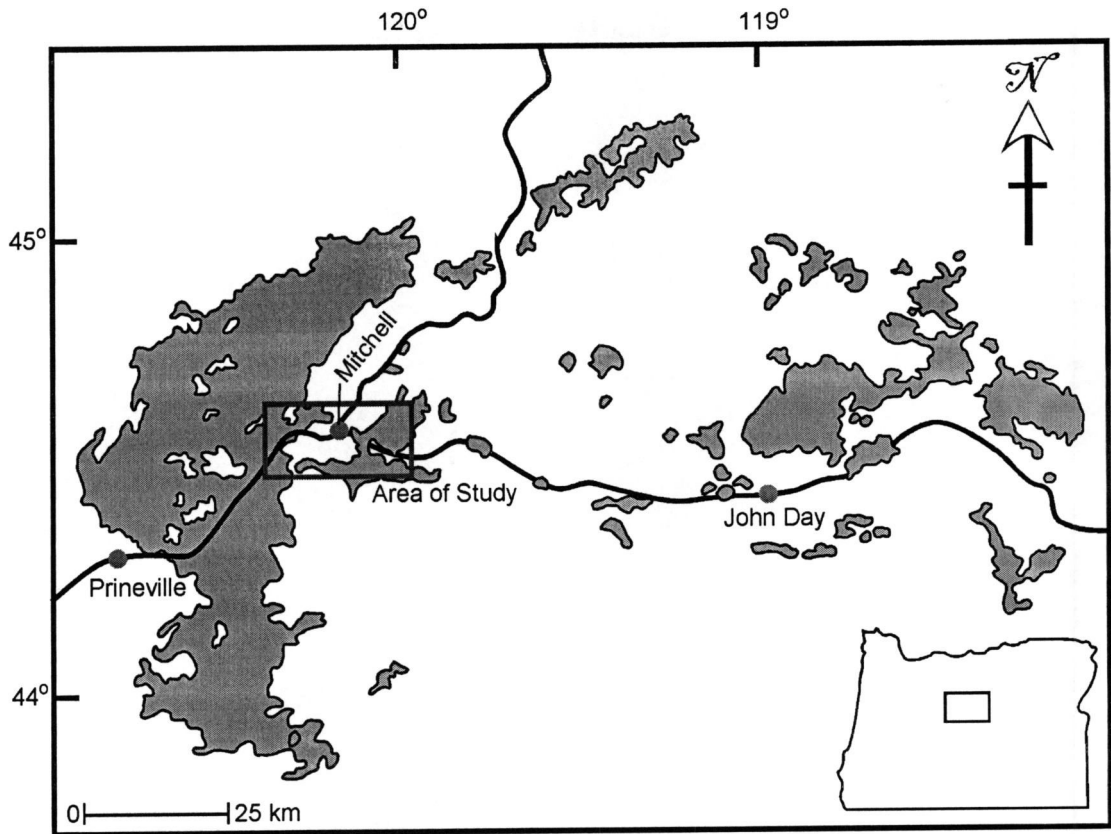 120° 119°
N
45°
Mitchell
Area of Study
John Day
Prineville
44°
0 25 km